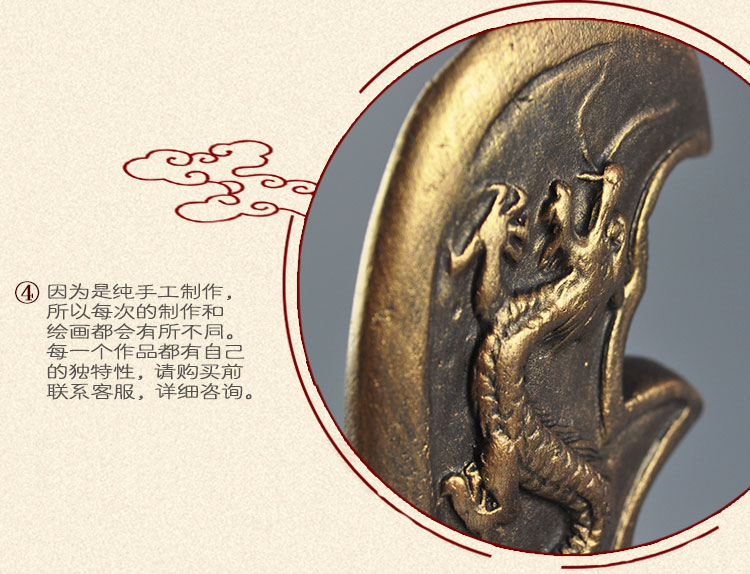 ④ 因为是纯手工制作，
所以每次的制作和
绘画都会有所不同。
每一个作品都有自己
的独特性，请购买前
联系客服，详细咨询。